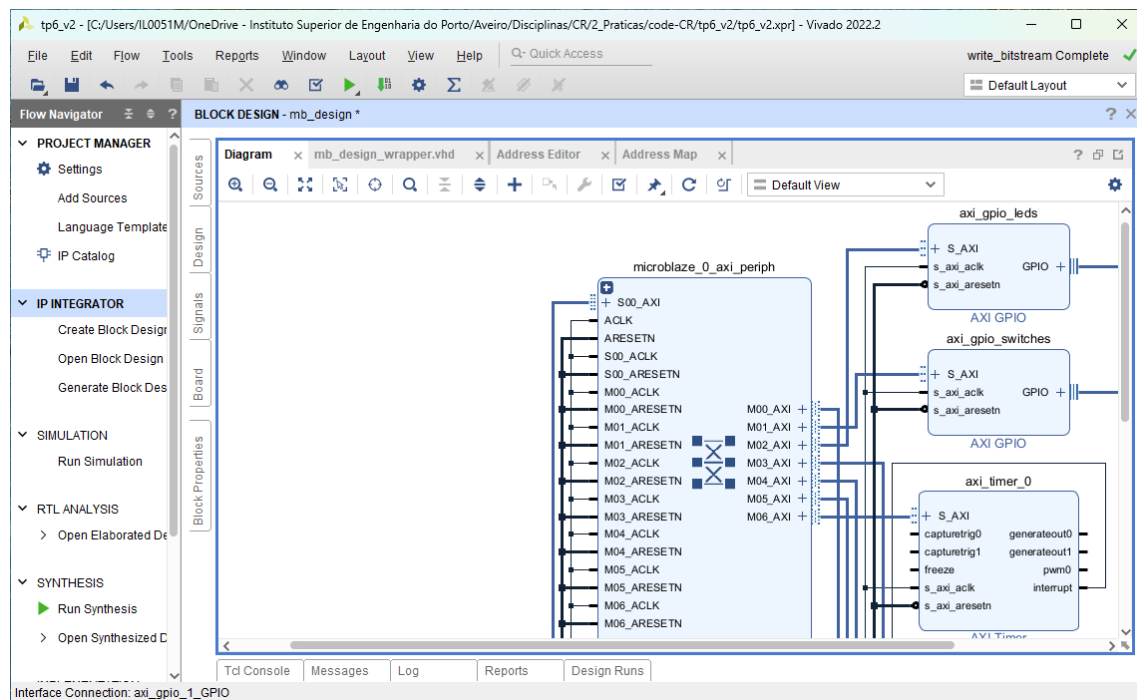 tp6_v2 - [C:/Users/IL0051M/OneDrive - Instituto Superior de Engenharia do Porto/Aveiro/Disciplinas/CR/2_Praticas/code-CR/tp6_v2/tp6_v2.xpr] - Vivado 2022.2
File Edit Flow Tools Reports Window Layout View Help Quick Access write_bitstream Complete
Default Layout
Flow Navigator ?
BLOCK DESIGN - mb_design *
PROJECT MANAGER
Settings
Add Sources
Language Template
IP Catalog
IP INTEGRATOR
Create Block Design
Open Block Design
Generate Block Des
SIMULATION
Run Simulation
RTL ANALYSIS
Open Elaborated De
SYNTHESIS
Run Synthesis
Open Synthesized D
Sources
Design
Signals
Board
Block Properties
Diagram mb_design_wrapper.vhd Address Editor Address Map
Default View
microblaze_0_axi_periph
S00_AXI
ACLK
ARESETN
S00_ACLK
S00_ARESETN
M00_ACLK
M00_ARESETN M00_AXI
M01_ACLK M01_AXI
M01_ARESETN M02_AXI
M02_ACLK M03_AXI
M02_ARESETN M04_AXI
M03_ACLK M05_AXI
M03_ARESETN M06_AXI
M04_ACLK
M04_ARESETN
M05_ACLK
M05_ARESETN
M06_ACLK
M06_ARESETN
axi_gpio_leds
S_AXI
s_axi_aclk GPIO
s_axi_aresetn
AXI GPIO
axi_gpio_switches
S_AXI
s_axi_aclk GPIO
s_axi_aresetn
AXI GPIO
axi_timer_0
S_AXI
capturetrig0 generateout0
capturetrig1 generateout1
freeze pwm0
s_axi_aclk interrupt
s_axi_aresetn
AXI Timer
Tcl Console Messages Log Reports Design Runs
Interface Connection: axi_gpio_1_GPIO